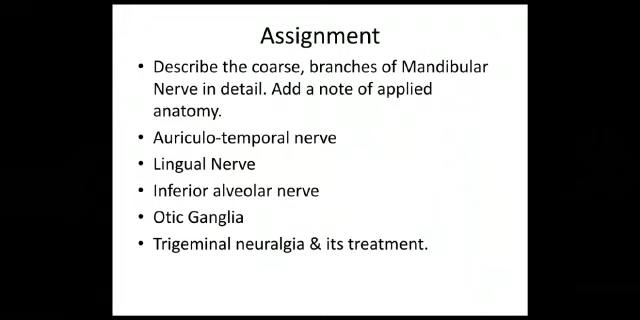 Assignment
• Describe the coarse, branches of Mandibular
Nerve in detail. Add a note of applied
anatomy.
• Auriculo-temporal nerve
• Lingual Nerve
• Inferior alveolar nerve
• Otic Ganglia
• Trigeminal neuralgia & its treatment.